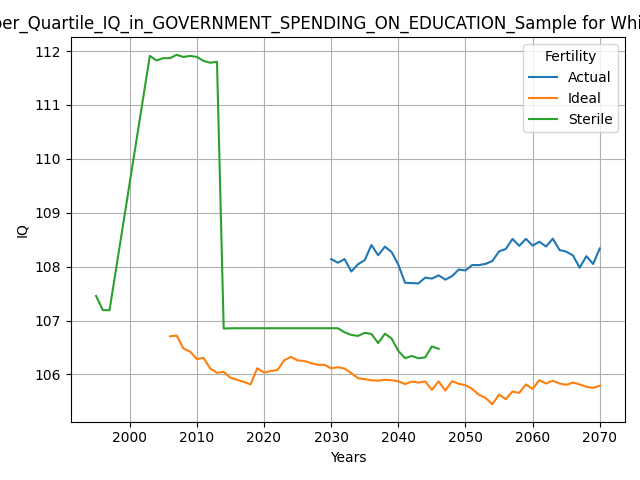 per_Quartile_IQ_in_GOVERNMENT_SPENDING_ON_EDUCATION_Sample for Whi
112
111
110
109
108
107
106
IQ
Fertility
Actual
Ideal
Sterile
2000 2010 2020 2030 2040 2050 2060 2070
Years